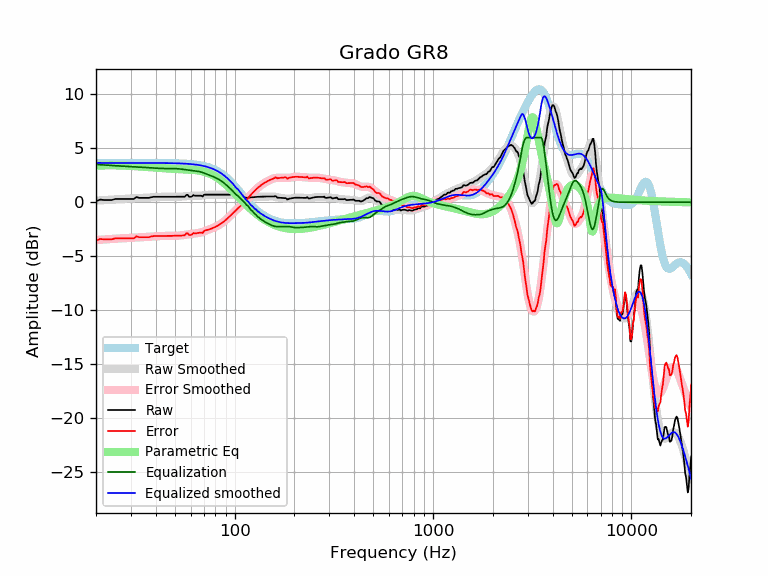 Grado GR8
Amplitude (dBr)
10
5
0
−5
−10
−15
−20
−25
Target
Raw Smoothed
Error Smoothed
Raw
Error
Parametric Eq
Equalization
Equalized smoothed
100
1000
10000
Frequency (Hz)